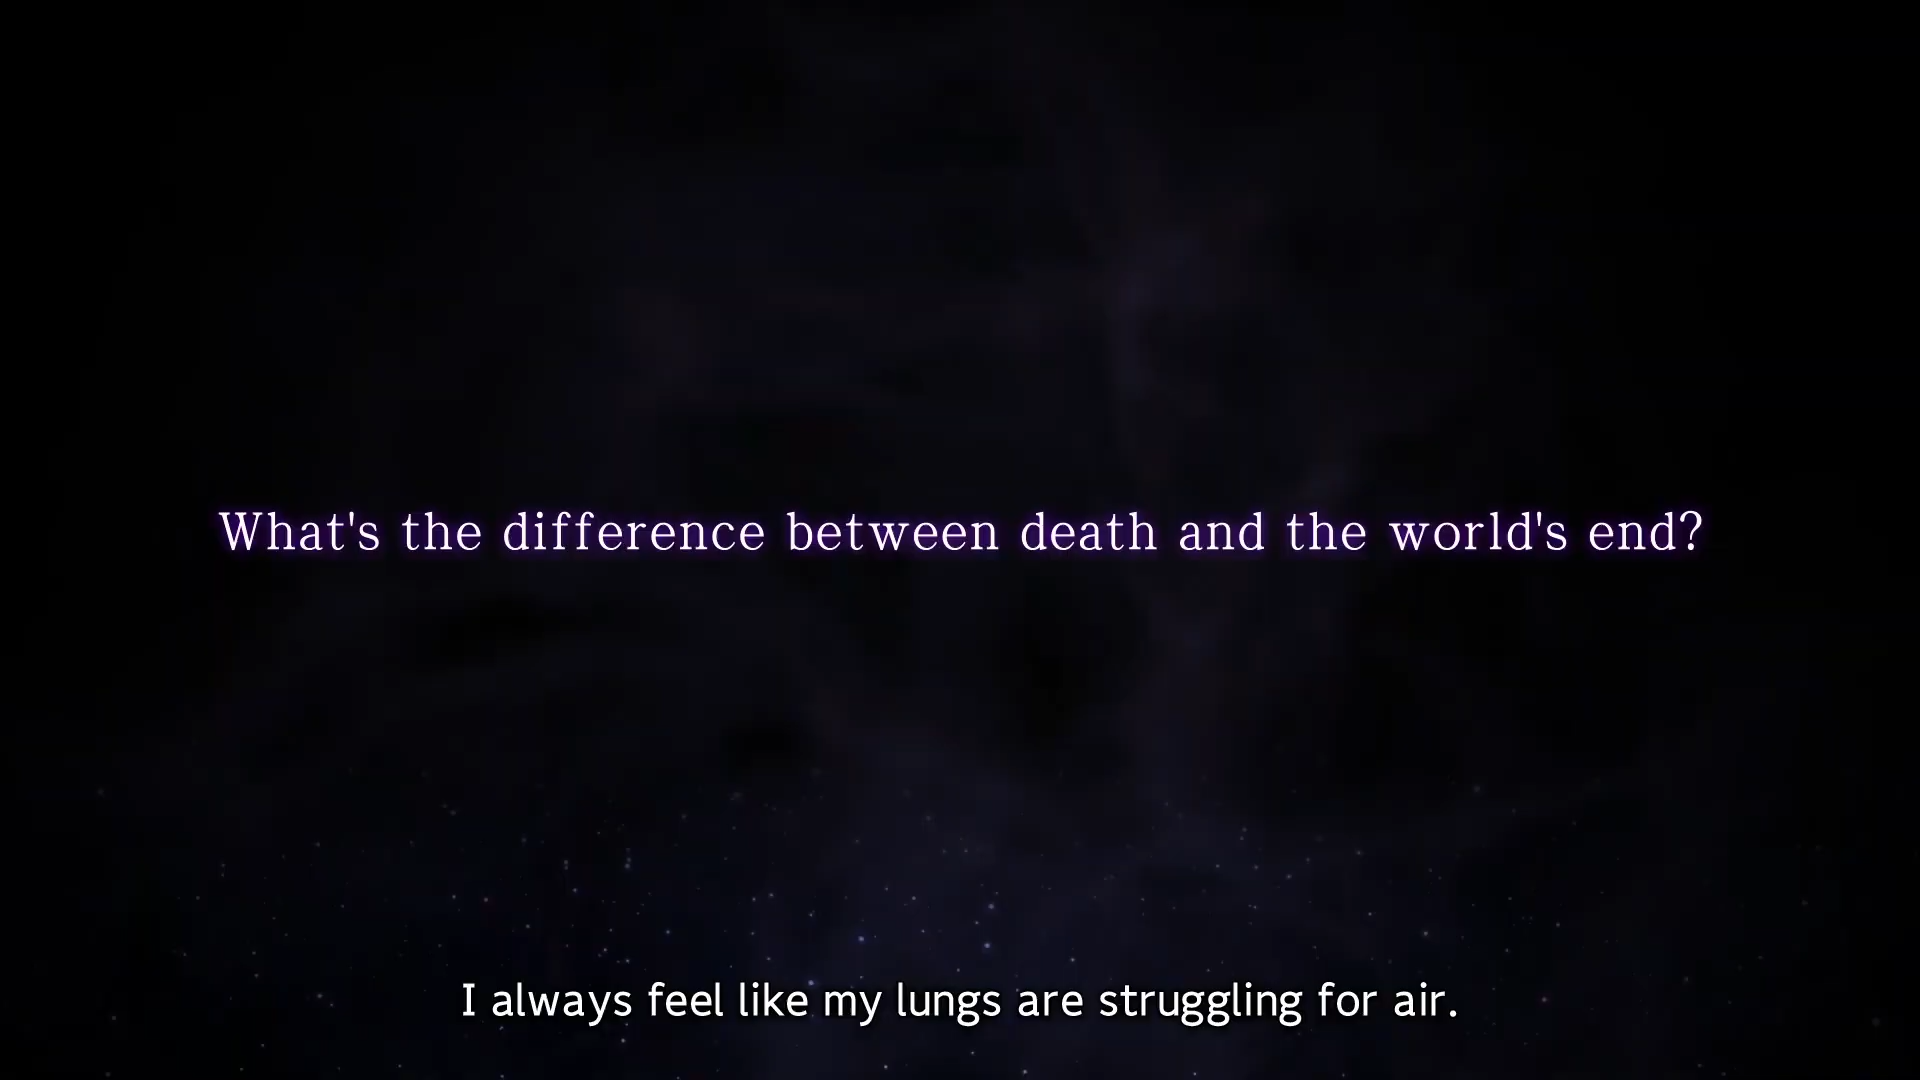 What's the difference between death and the world's end?
I always feel like my lungs are struggling for air.